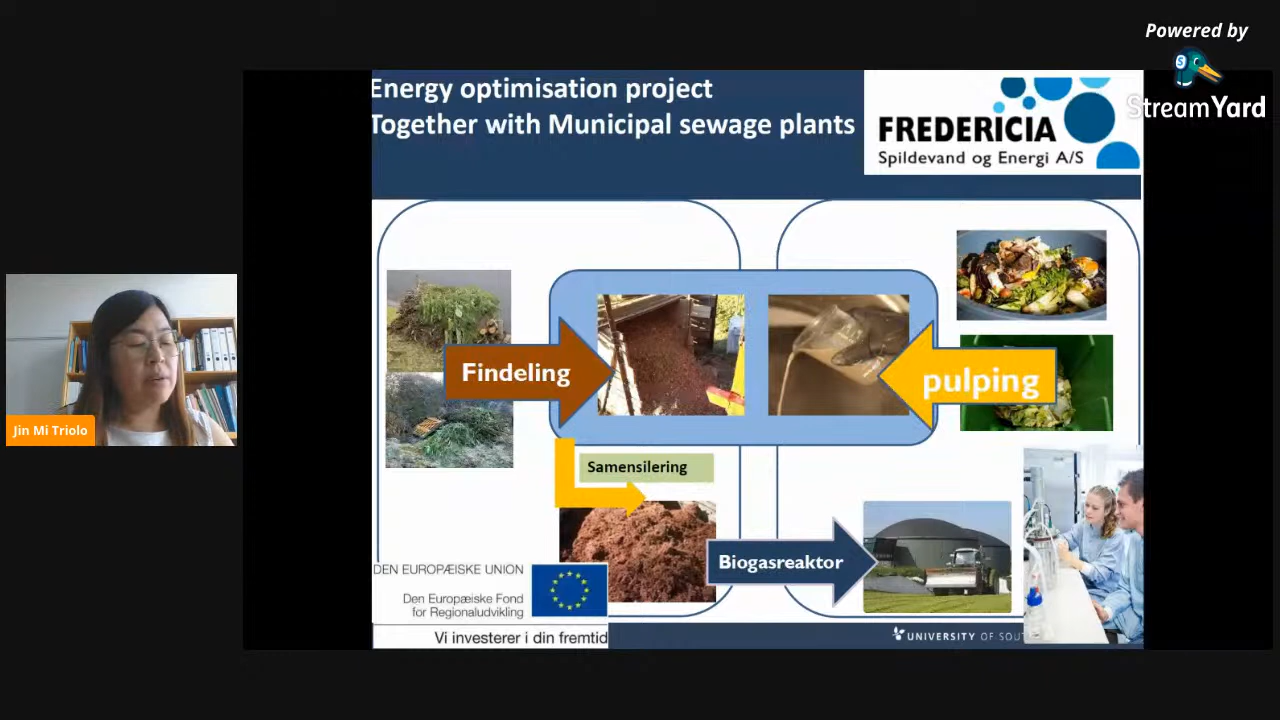 Powered by
StreamYard
Energy optimisation project
Together with Municipal sewage plants
FREDERICIA
Spildevand og Energi A/S
Findeling
pulping
Samensilering
Biogasreaktor
DEN EUROPÆISKE UNION
Den Europæiske Fond
for Regionaludvikling
Vi investerer i din fremtid
UNIVERSITY OF SOU
Jin Mi Triolo